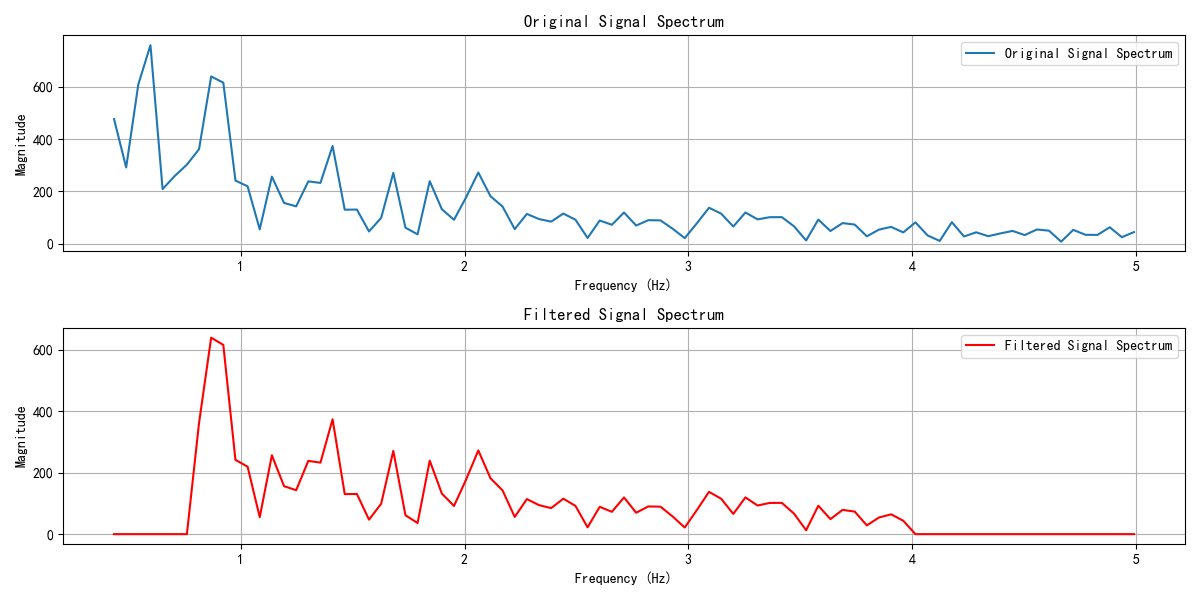 Original Signal Spectrum
Original Signal Spectrum
600
400
200
0
Magnitude
1 2 3 4 5
Frequency (Hz)
Filtered Signal Spectrum
Filtered Signal Spectrum
600
400
200
0
Magnitude
1 2 3 4 5
Frequency (Hz)